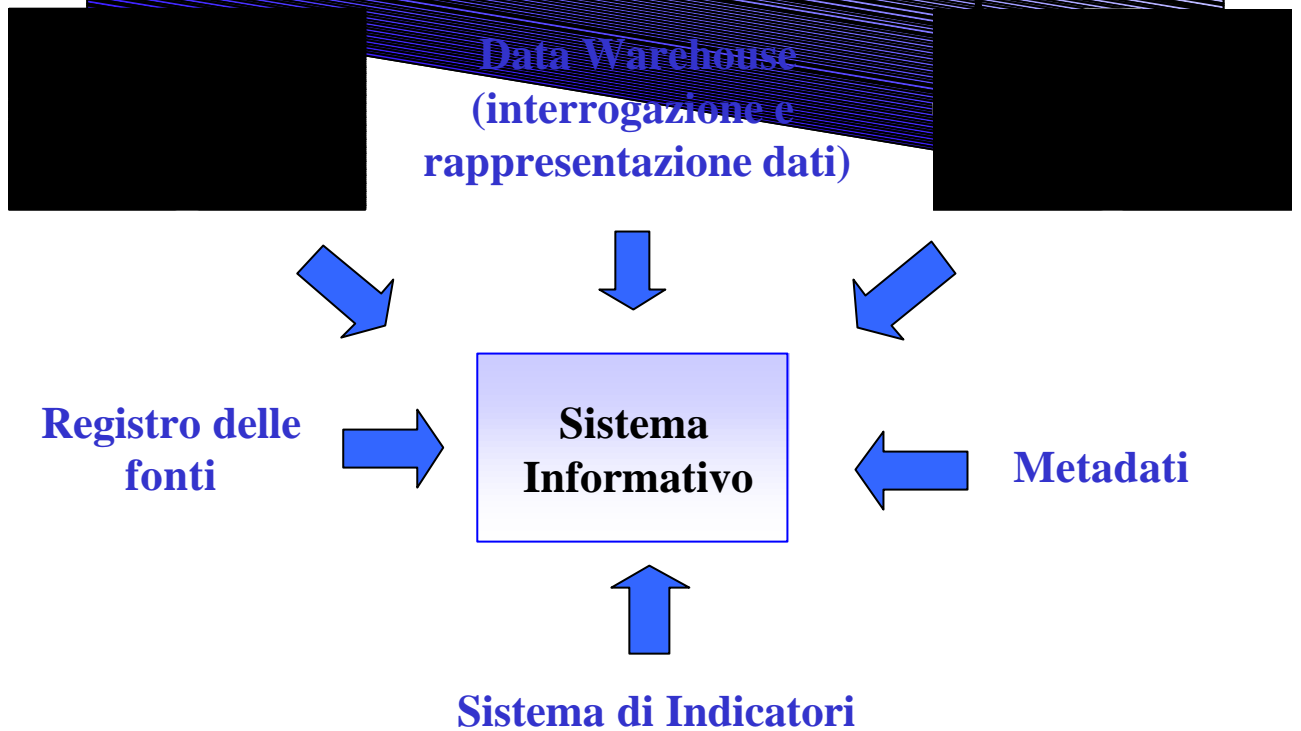 Data Warehouse
(interrogazione e
rappresentazione dati)
Registro delle
fonti
Sistema
Informativo
Metadati
Sistema di Indicatori